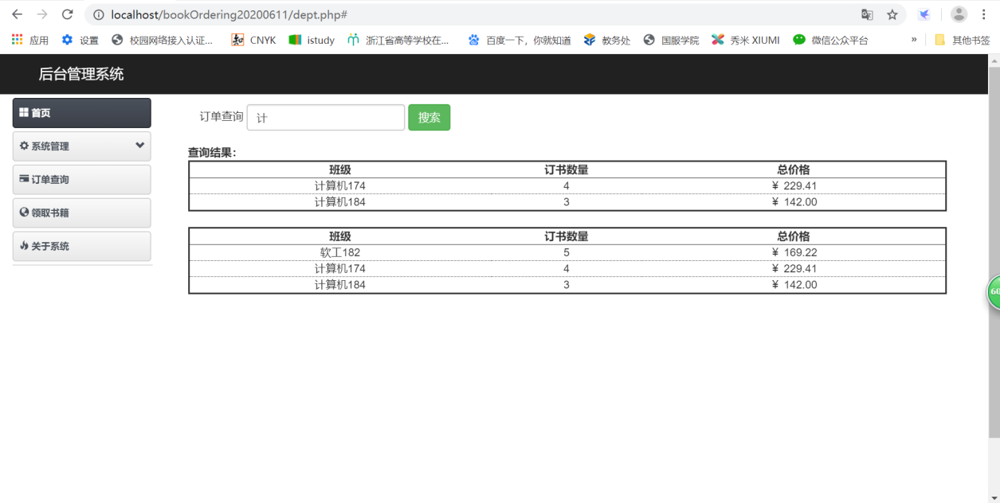 localhost/bookOrdering20200611/dept.php#
应用 设置 校园网络接入认证... CNYK istudy 浙江省高等学校在... 百度一下，你就知道 教务处 国服学院 秀米 XIUMI 微信公众平台 » 其他书签
后台管理系统
首页
系统管理
订单查询
领取书籍
关于系统
订单查询 计 搜索
查询结果：
班级 订书数量 总价格
计算机174 4 ¥ 229.41
计算机184 3 ¥ 142.00
班级 订书数量 总价格
软工182 5 ¥ 169.22
计算机174 4 ¥ 229.41
计算机184 3 ¥ 142.00